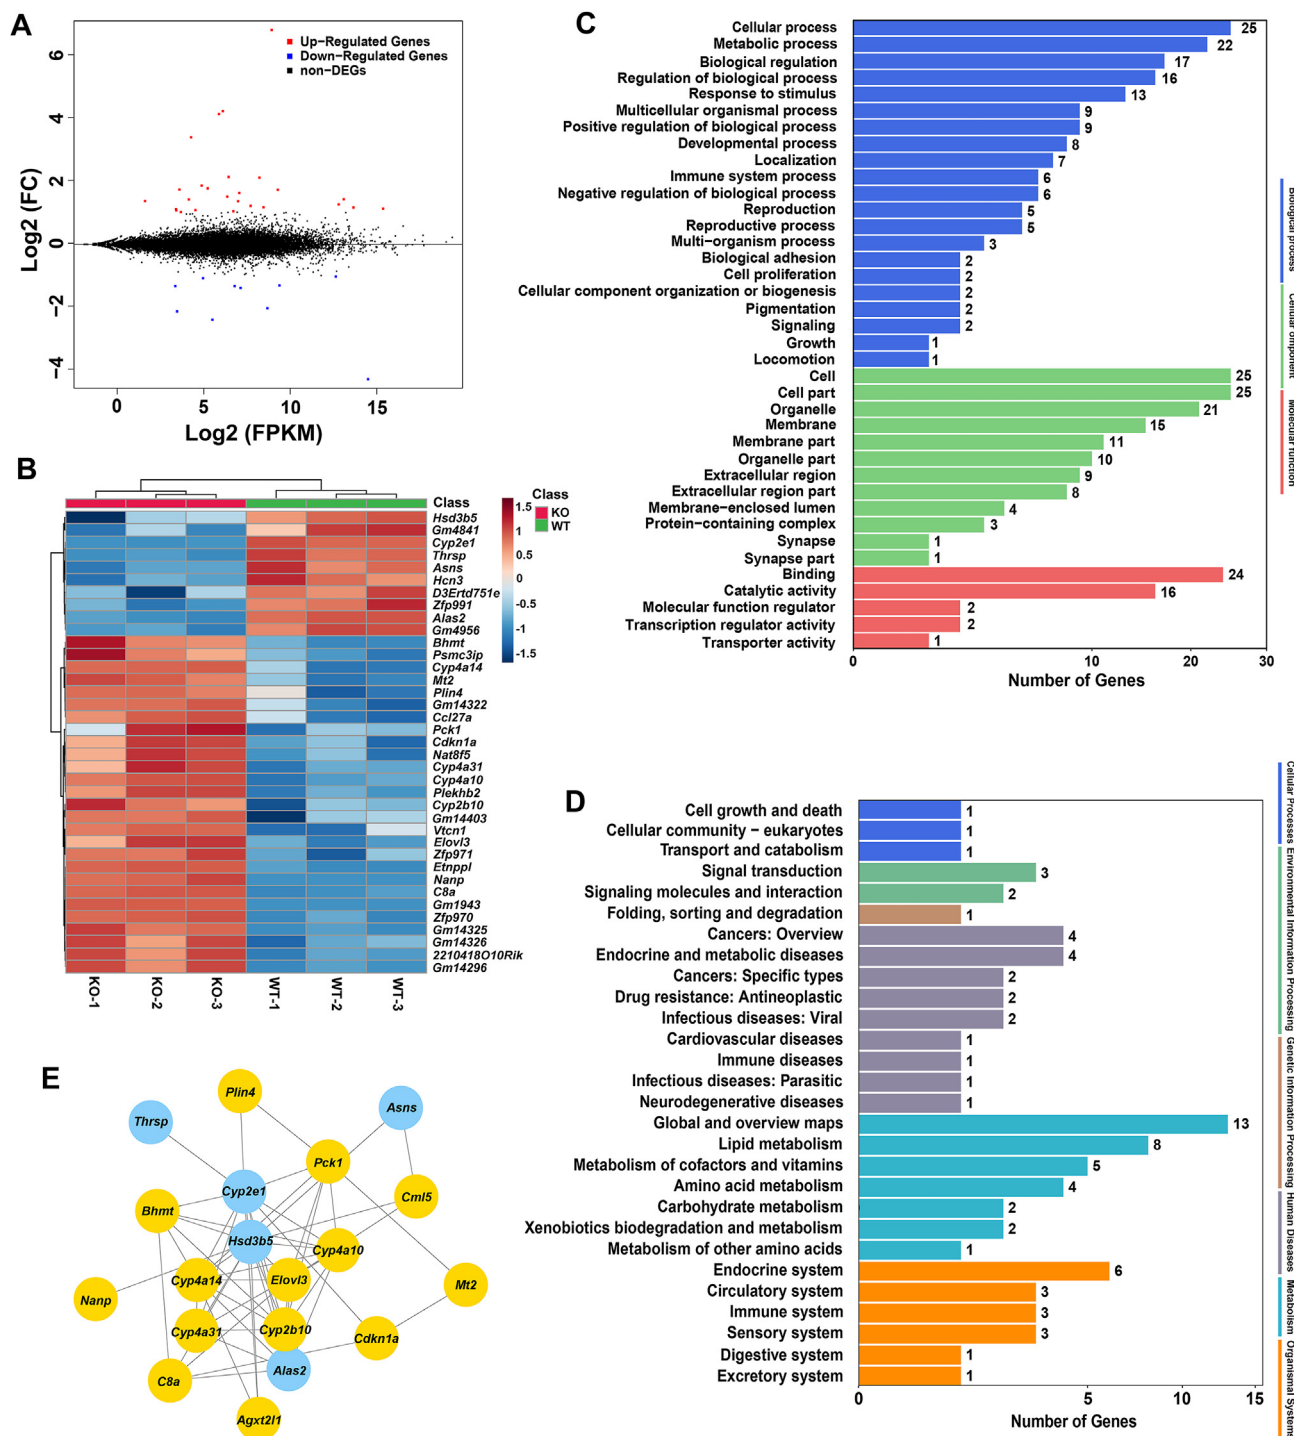 A
Up-Regulated Genes
Down-Regulated Genes
non-DEGs
6
4
2
0
-2
-4
Log2 (FC)
0 5 10 15
Log2 (FPKM)
B
Class
Class
KO
WT
1.5
1
0.5
0
-0.5
-1
-1.5
Hsd3b5
Gm4841
Cyp2e1
Thrsp
Asns
Hcn3
D3Ertd751e
Zfp991
Alas2
Gm4956
Bhmt
Psmc3ip
Cyp4a14
Mt2
Plin4
Gm14322
Ccl27a
Pck1
Cdkn1a
Nat8f5
Cyp4a31
Cyp4a10
Plekhb2
Cyp2b10
Gm14403
Vtcn1
Elovl3
Zfp971
Etnppl
Nanp
C8a
Gm1943
Zfp970
Gm14325
Gm14326
2210418O10Rik
Gm14296
KO-1 KO-2 KO-3 WT-1 WT-2 WT-3
C
Cellular process 25
Metabolic process 22
Biological regulation 17
Regulation of biological process 16
Response to stimulus 13
Multicellular organismal process 9
Positive regulation of biological process 9
Developmental process 8
Localization 7
Immune system process 6
Negative regulation of biological process 6
Reproduction 5
Reproductive process 5
Multi-organism process 3
Biological adhesion 2
Cell proliferation 2
Cellular component organization or biogenesis 2
Pigmentation 2
Signaling 2
Growth 1
Locomotion 1
Cell 25
Cell part 25
Organelle 21
Membrane 15
Membrane part 11
Organelle part 10
Extracellular region 9
Extracellular region part 8
Membrane-enclosed lumen 4
Protein-containing complex 3
Synapse 1
Synapse part 1
Binding 24
Catalytic activity 16
Molecular function regulator 2
Transcription regulator activity 2
Transporter activity 1
0 10 20 30
Number of Genes
Biological process
Cellular omponent
Molecular function
D
Cell growth and death 1
Cellular community - eukaryotes 1
Transport and catabolism 1
Signal transduction 3
Signaling molecules and interaction 2
Folding, sorting and degradation 1
Cancers: Overview 4
Endocrine and metabolic diseases 4
Cancers: Specific types 2
Drug resistance: Antineoplastic 2
Infectious diseases: Viral 2
Cardiovascular diseases 1
Immune diseases 1
Infectious diseases: Parasitic 1
Neurodegenerative diseases 1
Global and overview maps 13
Lipid metabolism 8
Metabolism of cofactors and vitamins 5
Amino acid metabolism 4
Carbohydrate metabolism 2
Xenobiotics biodegradation and metabolism 2
Metabolism of other amino acids 1
Endocrine system 6
Circulatory system 3
Immune system 3
Sensory system 3
Digestive system 1
Excretory system 1
0 5 10 15
Number of Genes
Cellular Processes
Environmental Information Processing
Genetic Information Processing
Human Diseases
Metabolism
Organismal Systems
E
Plin4
Thrsp
Asns
Pck1
Cyp2e1
Cml5
Bhmt
Hsd3b5
Cyp4a10
Cyp4a14
Elovl3
Mt2
Nanp
Cyp4a31
Cyp2b10
Cdkn1a
C8a
Alas2
Agxt2l1